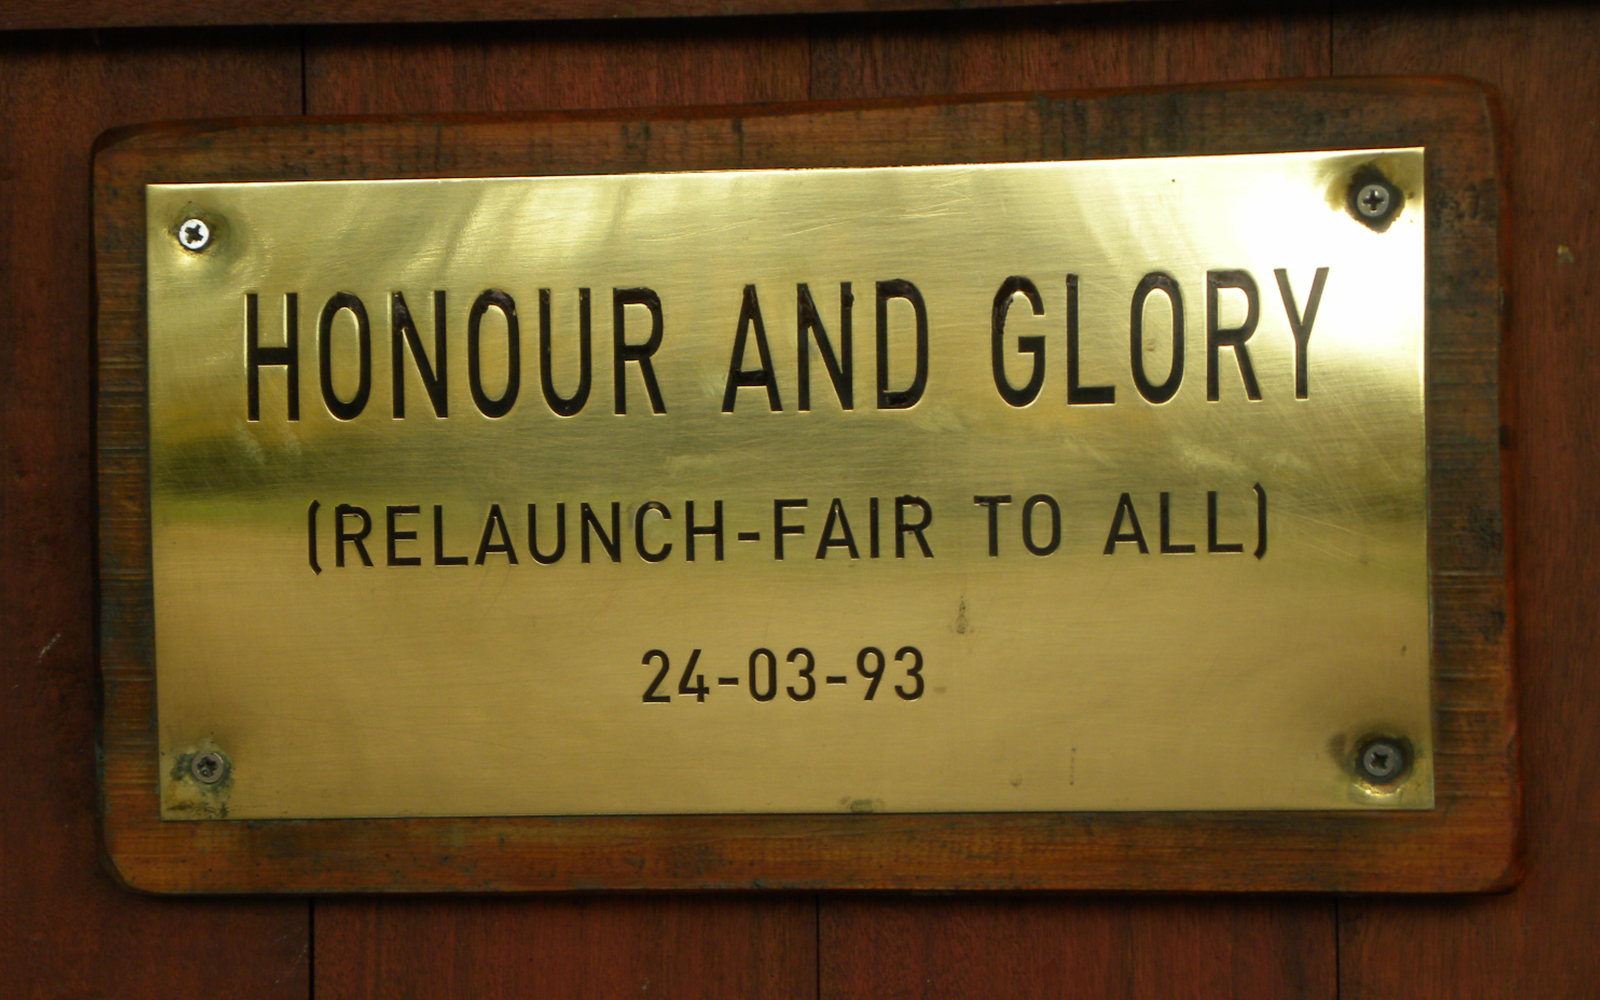 HONOUR AND GLORY
(RELAUNCH-FAIR TO ALL)
24-03-93